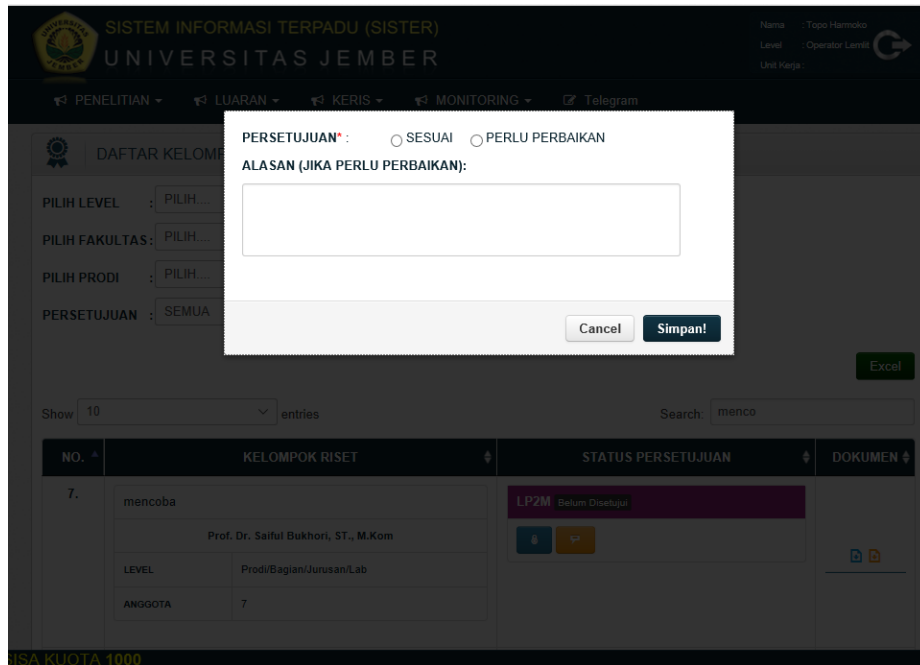 SISTEM INFORMASI TERPADU (SISTER)
UNIVERSITAS JEMBER
Nama : Topo Harmoko
Level : Operator Lemlit
Unit Kerja :
PENELITIAN LUARAN KERIS MONITORING Telegram
DAFTAR KELOMP
PERSETUJUAN* : SESUAI PERLU PERBAIKAN
ALASAN (JIKA PERLU PERBAIKAN):
PILIH LEVEL : PILIH....
PILIH FAKULTAS : PILIH....
PILIH PRODI : PILIH....
PERSETUJUAN : SEMUA
Cancel Simpan!
Excel
Show 10 entries Search: menco
NO. KELOMPOK RISET STATUS PERSETUJUAN DOKUMEN
7. mencoba LP2M Belum Disetujui
Prof. Dr. Saiful Bukhori, ST., M.Kom
LEVEL Prodi/Bagian/Jurusan/Lab
ANGGOTA 7
SISA KUOTA 1000